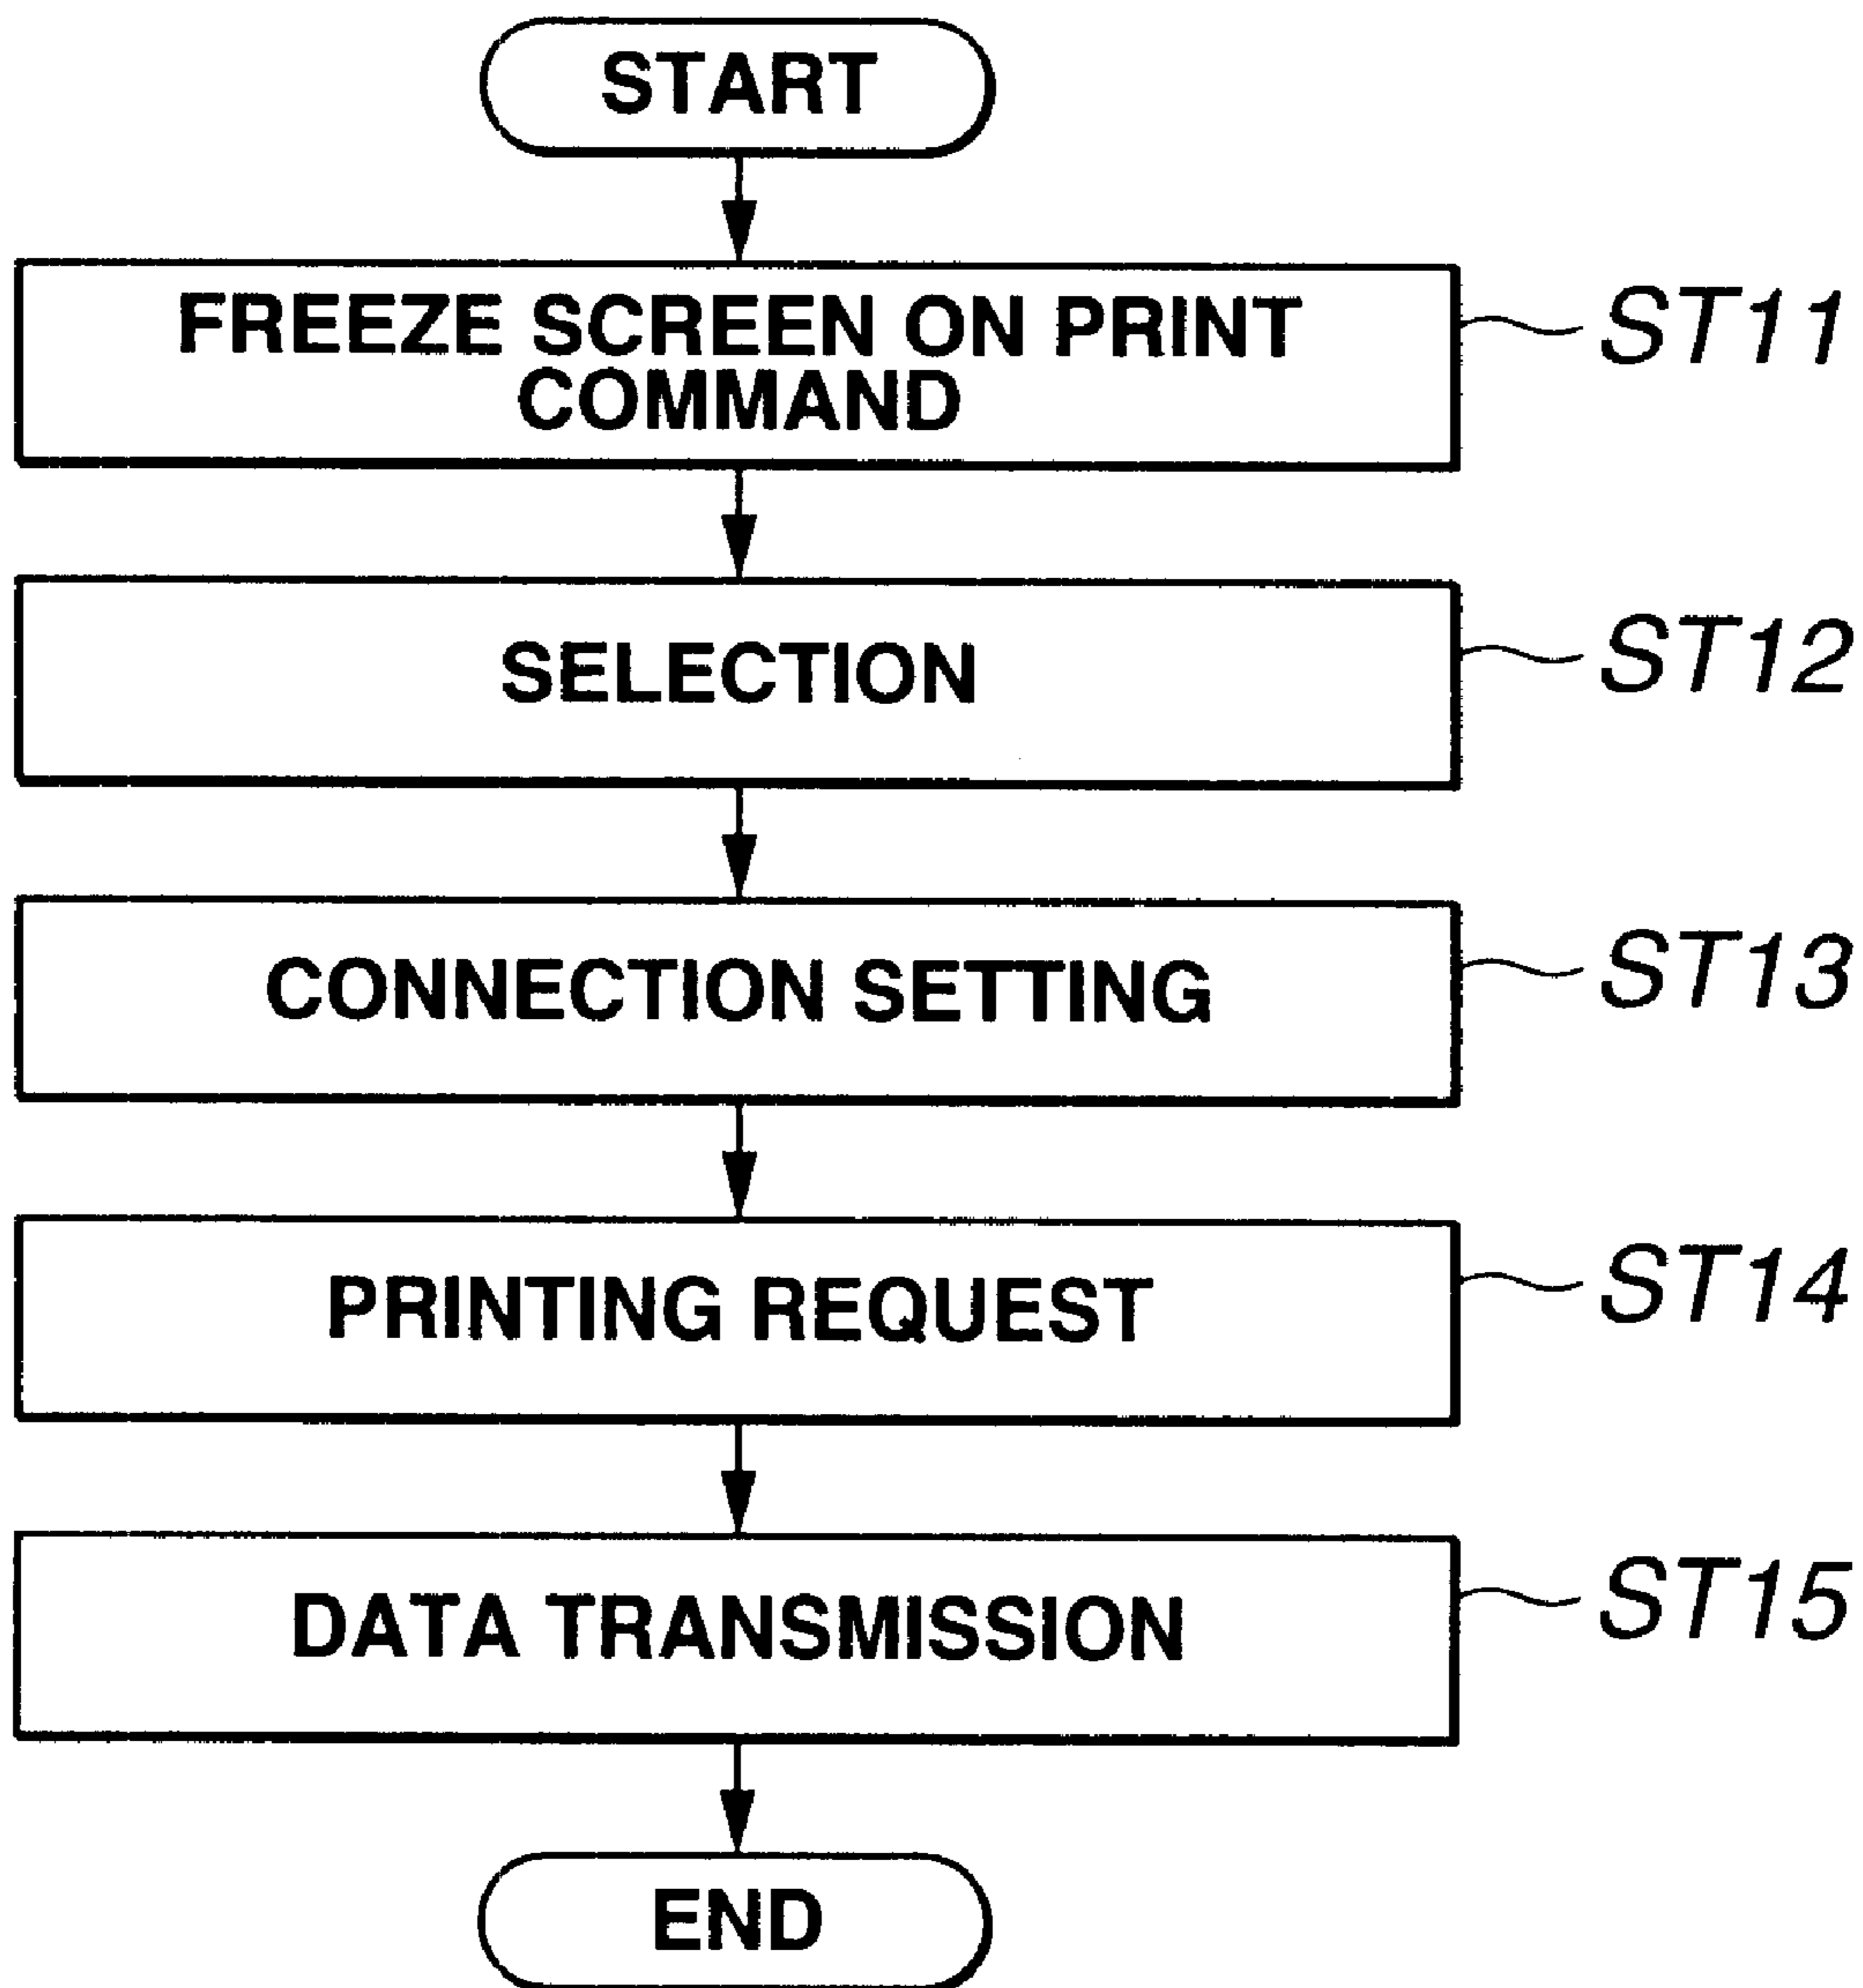 START
FREEZE SCREEN ON PRINT
COMMAND
ST11
SELECTION
ST12
CONNECTION SETTING
ST13
PRINTING REQUEST
ST14
DATA TRANSMISSION
ST15
END